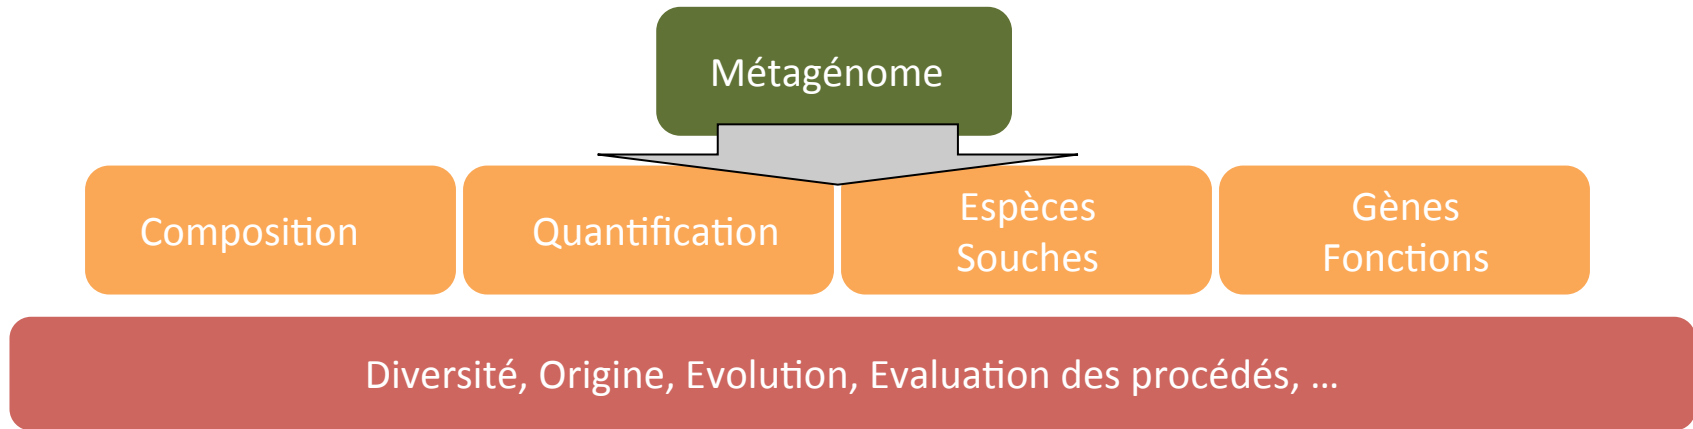 Métagénome
Composition
Quantification
Espèces
Souches
Gènes
Fonctions
Diversité, Origine, Evolution, Evaluation des procédés, …